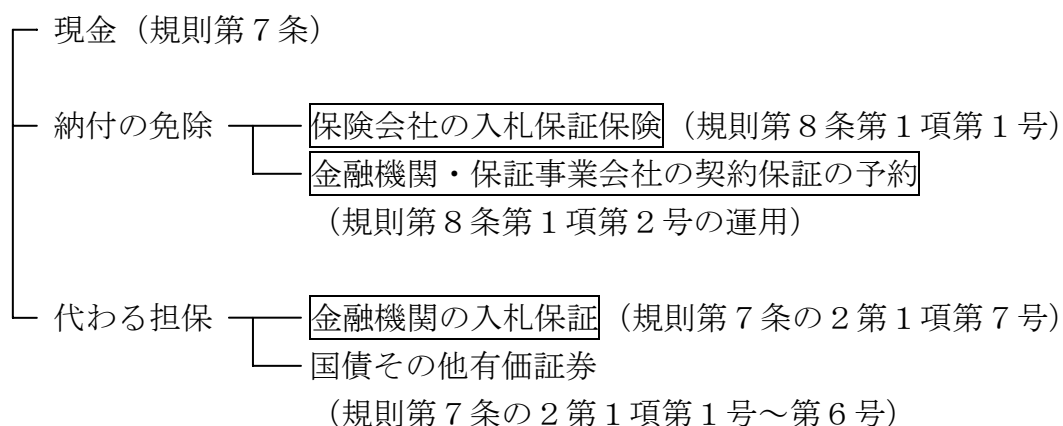 現金（規則第７条）
納付の免除 保険会社の入札保証保険（規則第８条第１項第１号）
金融機関・保証事業会社の契約保証の予約
（規則第８条第１項第２号の運用）
代わる担保 金融機関の入札保証（規則第７条の２第１項第７号）
国債その他有価証券
（規則第７条の２第１項第１号～第６号）